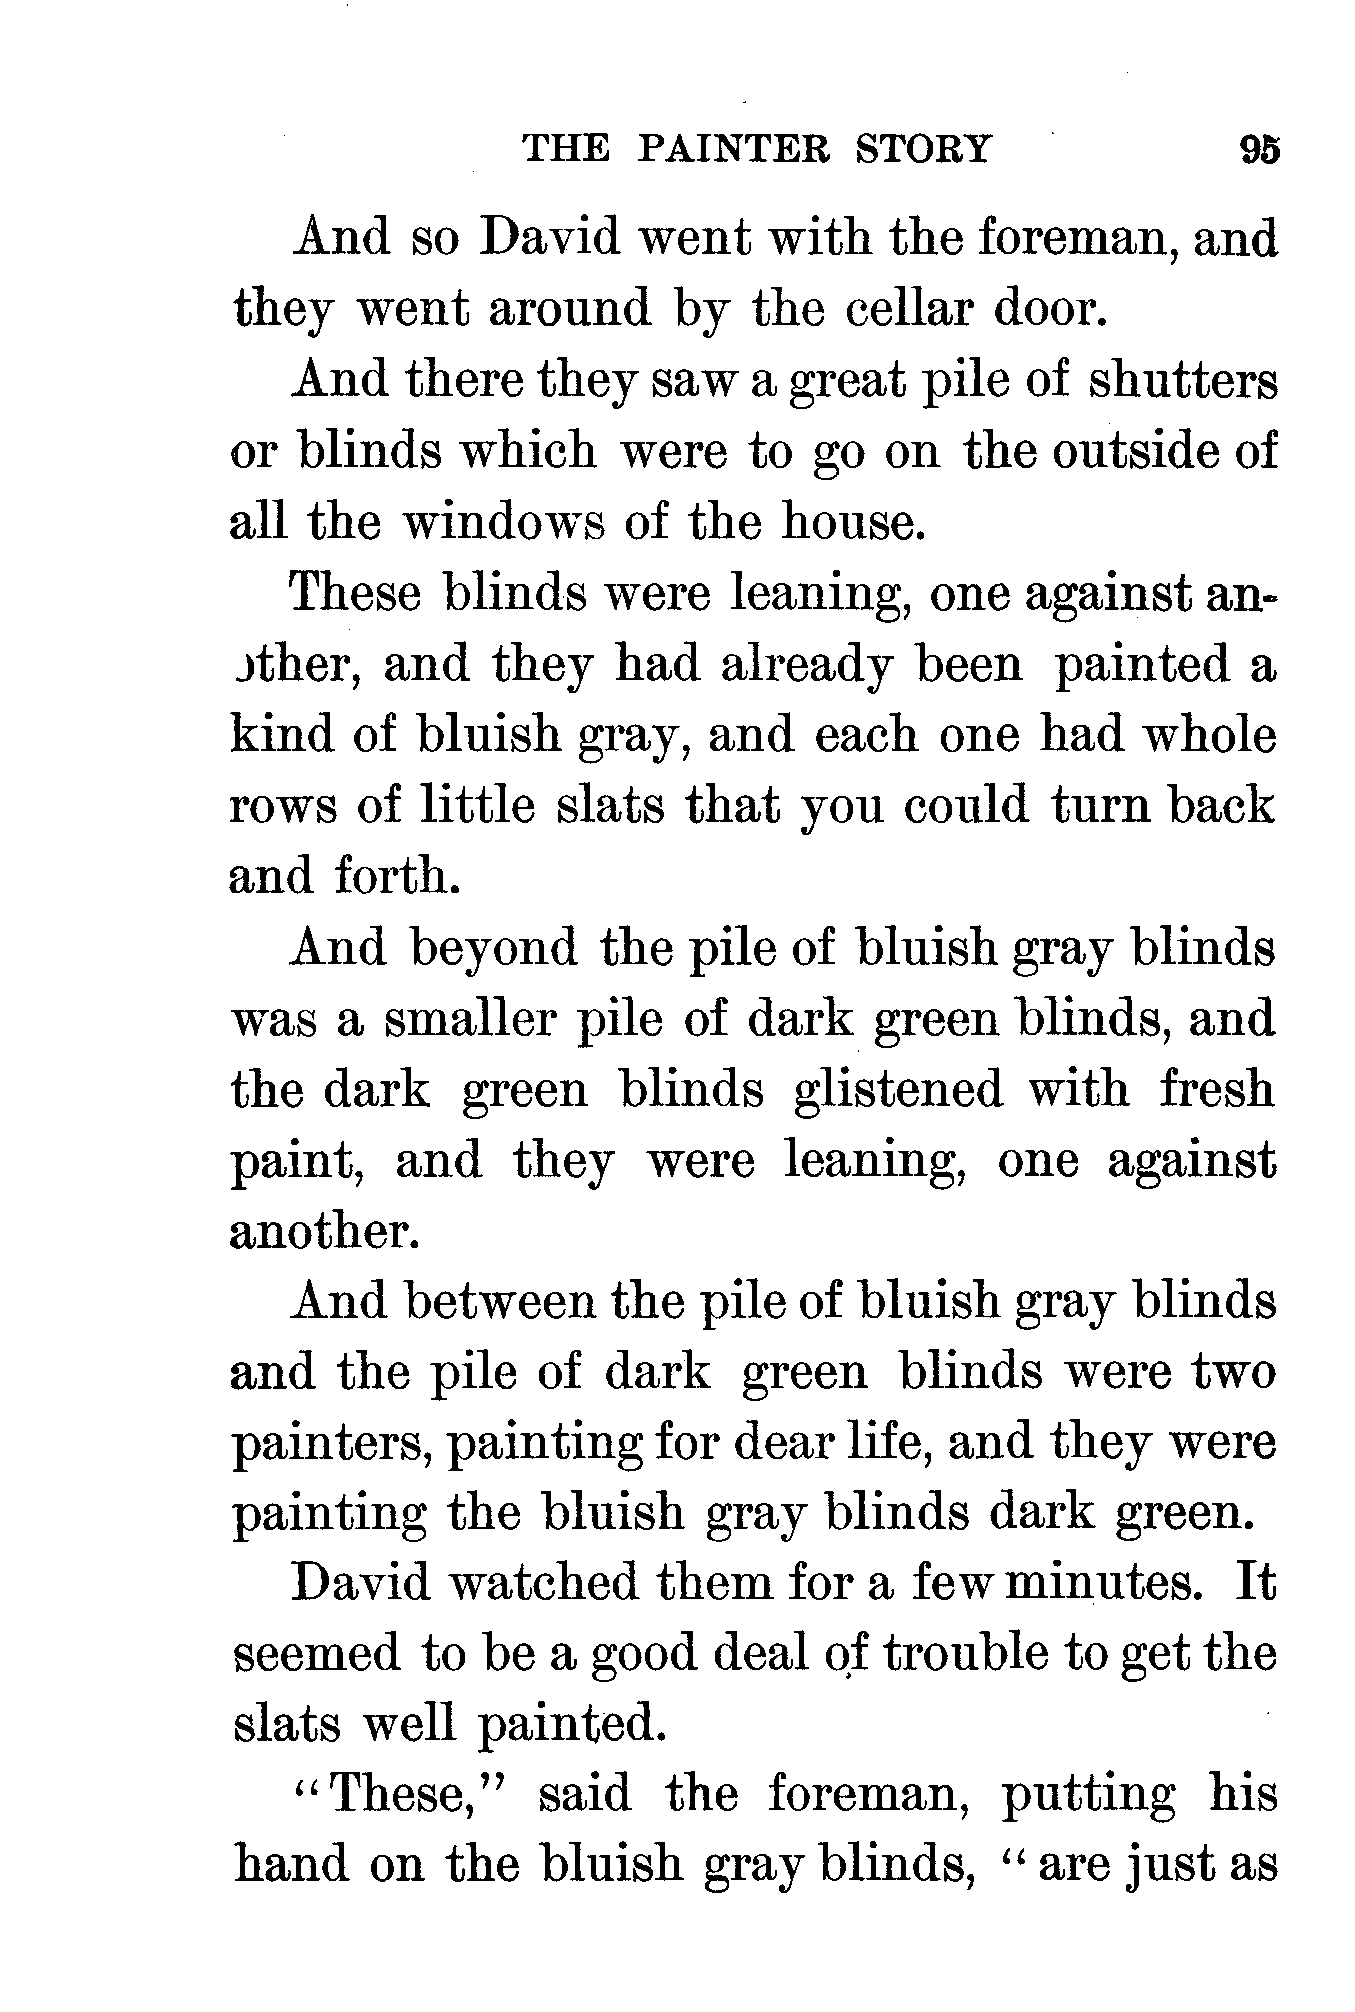 THE PAINTER STORY 95
And so David went with the foreman, and
they went around by the cellar door.
And there they saw a great pile of shutters
or blinds which were to go on the outside of
all the windows of the house.
These blinds were leaning, one against an-
other, and they had already been painted a
kind of bluish gray, and each one had whole
rows of little slats that you could turn back
and forth.
And beyond the pile of bluish gray blinds
was a smaller pile of dark green blinds, and
the dark green blinds glistened with fresh
paint, and they were leaning, one against
another.
And between the pile of bluish gray blinds
and the pile of dark green blinds were two
painters, painting for dear life, and they were
painting the bluish gray blinds dark green.
David watched them for a few minutes. It
seemed to be a good deal of trouble to get the
slats well painted.
"These," said the foreman, putting his
hand on the bluish gray blinds, "are just as